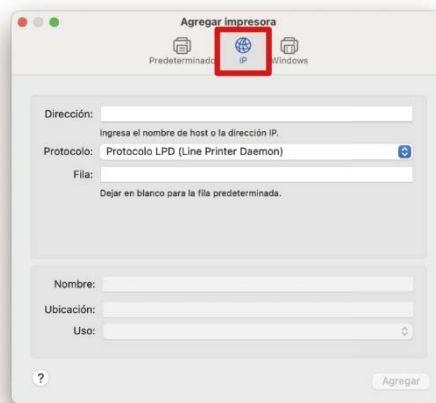 Agregar impresora
Predeterminado IP Windows
Dirección:
Ingresa el nombre de host o la dirección IP.
Protocolo: Protocolo LPD (Line Printer Daemon)
Fila:
Dejar en blanco para la fila predeterminada.
Nombre:
Ubicación:
Uso:
? Agregar